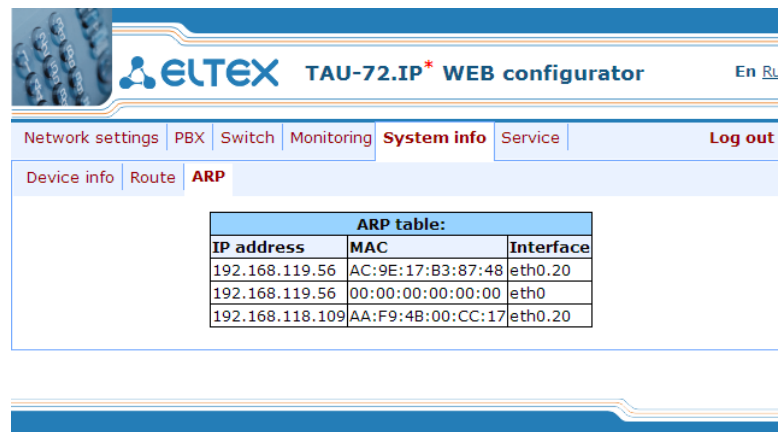 ELTEX TAU-72.IP* WEB configurator En Ru
Network settings PBX Switch Monitoring System info Service Log out
Device info Route ARP
ARP table:
IP address MAC Interface
192.168.119.56 AC:9E:17:B3:87:48 eth0.20
192.168.119.56 00:00:00:00:00:00 eth0
192.168.118.109 AA:F9:4B:00:CC:17 eth0.20